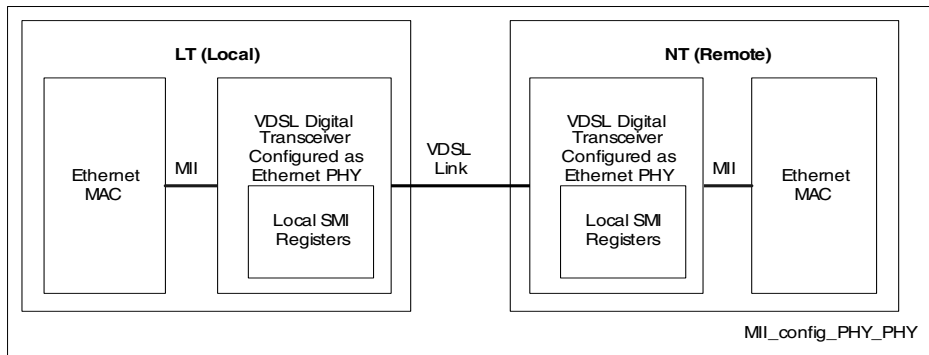 LT (Local)
NT (Remote)
Ethernet
MAC
MII
VDSL Digital
Transceiver
Configured as
Ethernet PHY
Local SMI
Registers
VDSL
Link
VDSL Digital
Transceiver
Configured as
Ethernet PHY
Local SMI
Registers
MII
Ethernet
MAC
MII_config_PHY_PHY